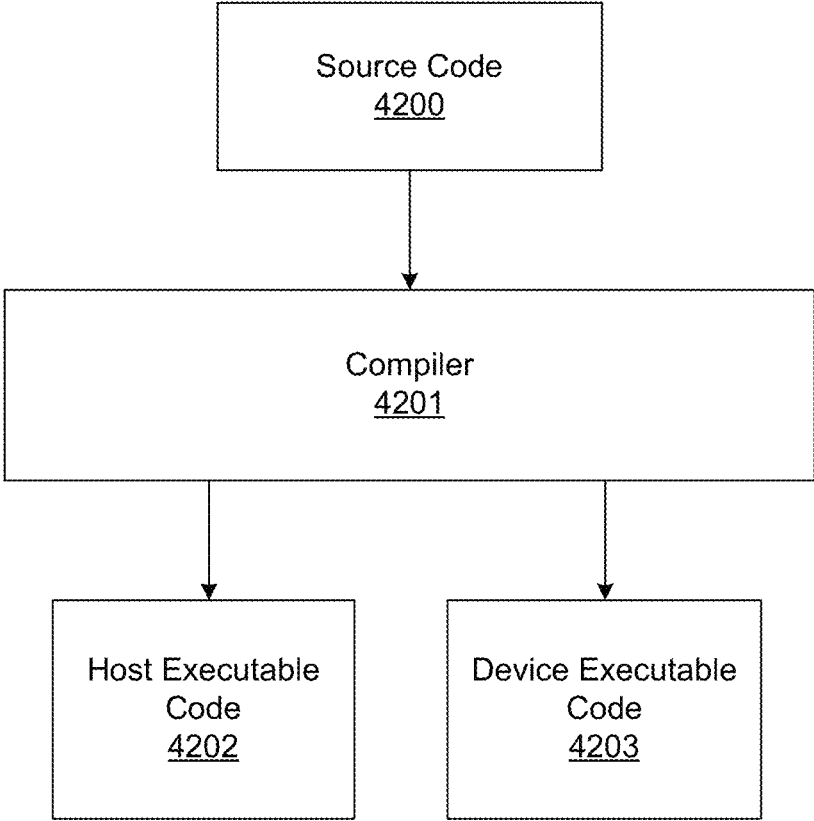 Source Code
4200
Compiler
4201
Host Executable
Code
4202
Device Executable
Code
4203